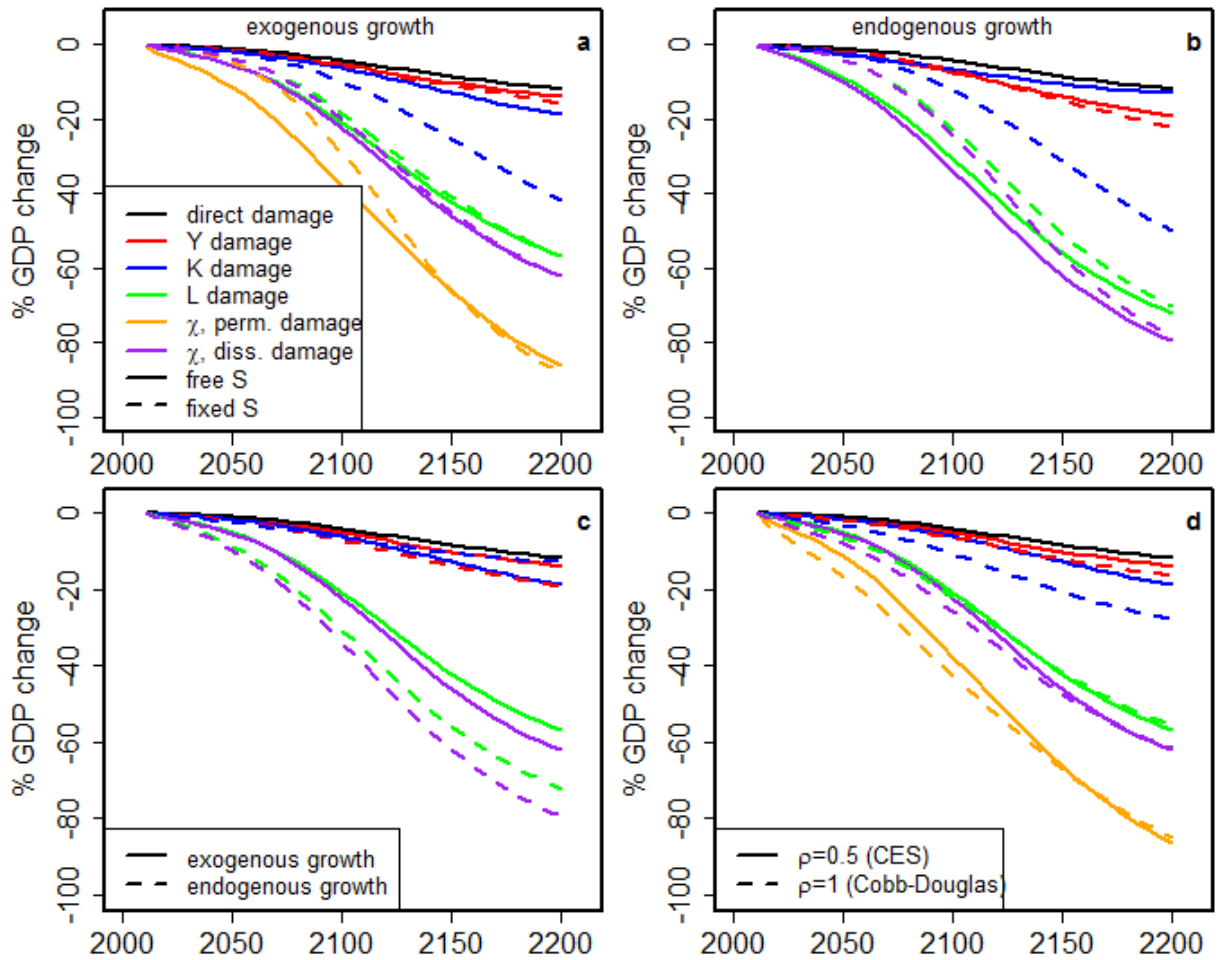 exogenous growth
a
% GDP change
0
-20
-40
-60
-80
-100
direct damage
Y damage
K damage
L damage
χ, perm. damage
χ, diss. damage
free S
fixed S
2000
2050
2100
2150
2200
endogenous growth
b
% GDP change
0
-20
-40
-60
-80
-100
2000
2050
2100
2150
2200
c
% GDP change
0
-20
-40
-60
-80
-100
exogenous growth
endogenous growth
2000
2050
2100
2150
2200
d
% GDP change
0
-20
-40
-60
-80
-100
ρ=0.5 (CES)
ρ=1 (Cobb-Douglas)
2000
2050
2100
2150
2200